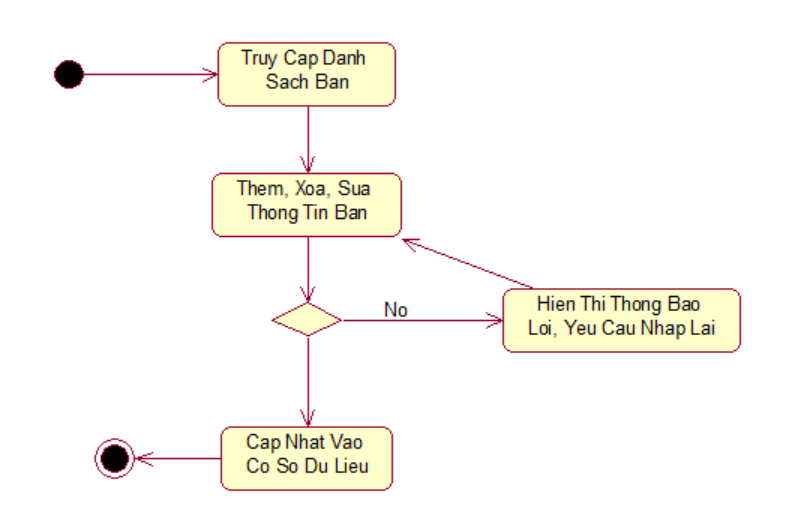 Truy Cap Danh
Sach Ban
Them, Xoa, Sua
Thong Tin Ban
No
Hien Thi Thong Bao
Loi, Yeu Cau Nhap Lai
Cap Nhat Vao
Co So Du Lieu